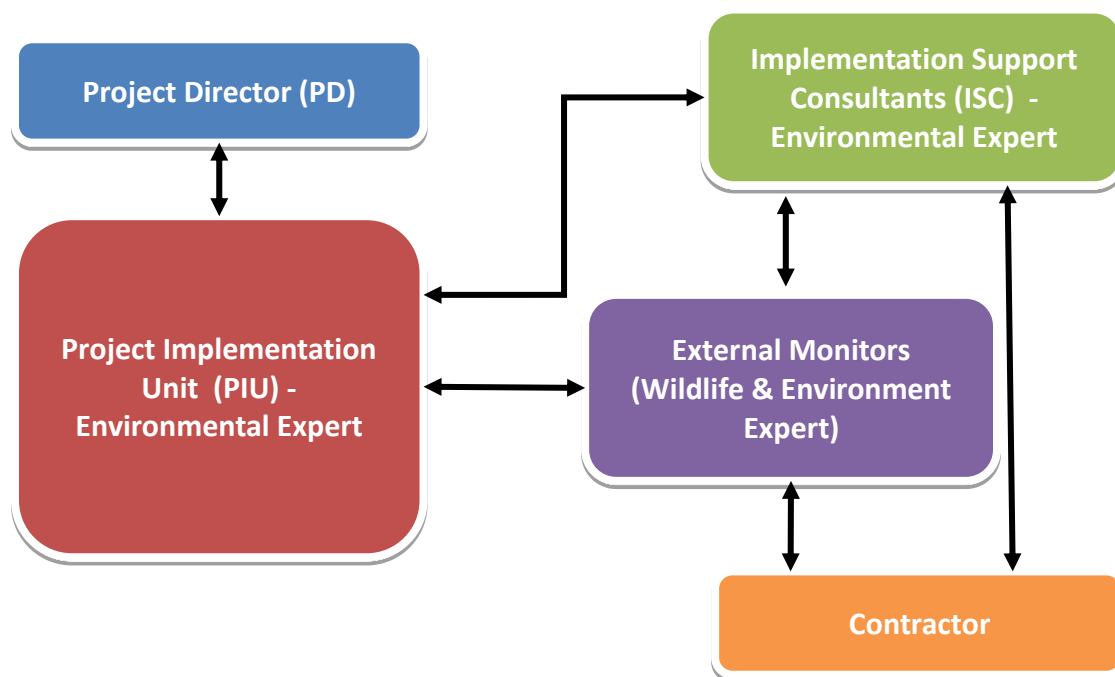 Project Director (PD)
Implementation Support
Consultants (ISC)  -
Environmental Expert
Project Implementation
Unit  (PIU) -
Environmental Expert
External Monitors
(Wildlife & Environment
Expert)
Contractor